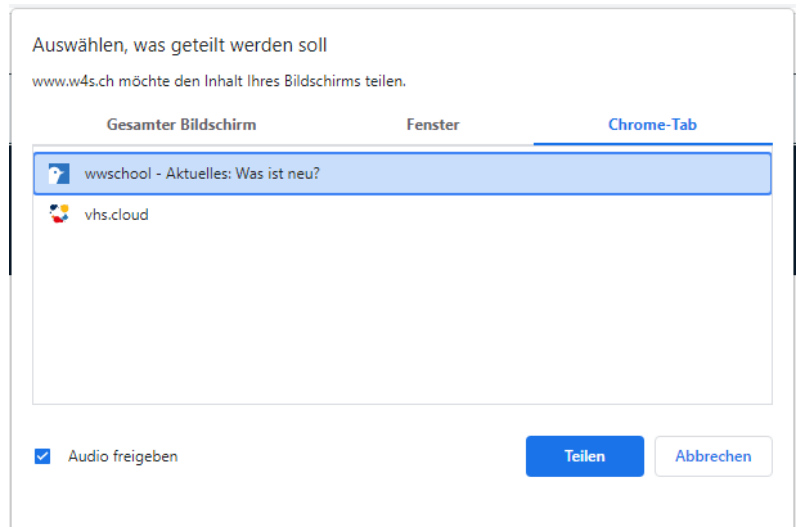 Auswählen, was geteilt werden soll
www.w4s.ch möchte den Inhalt Ihres Bildschirms teilen.
Gesamter Bildschirm Fenster Chrome-Tab
wwschool - Aktuelles: Was ist neu?
vhs.cloud
Audio freigeben Teilen Abbrechen